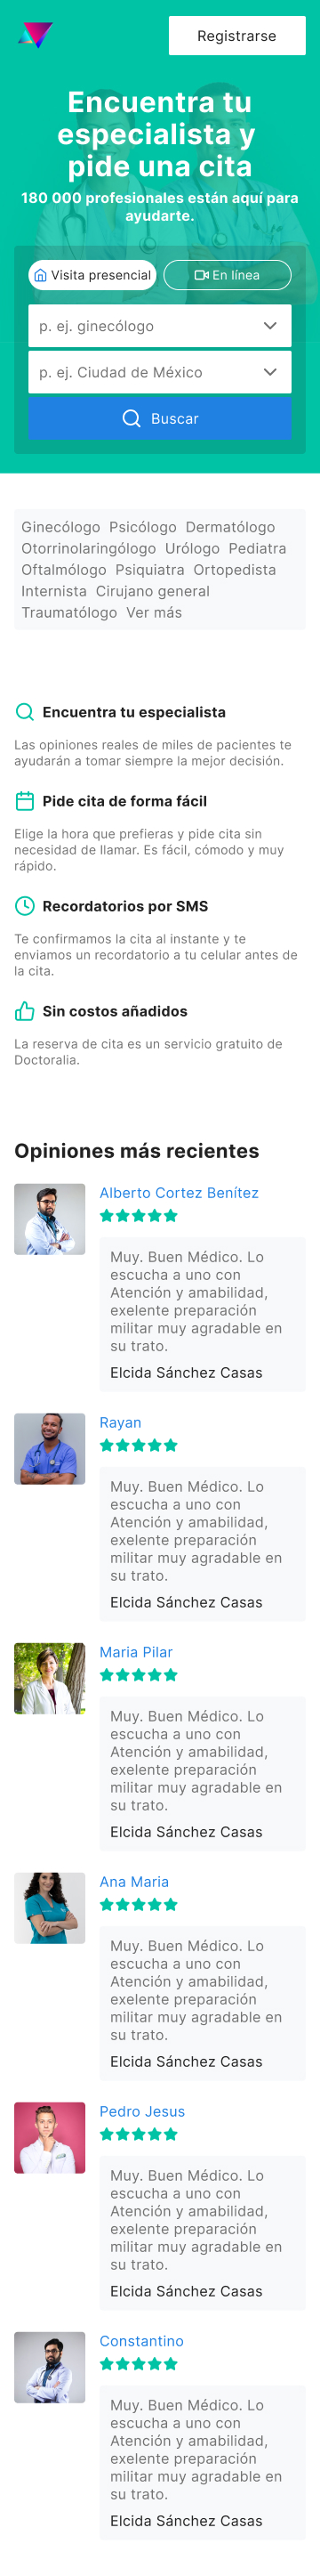 Registrarse
Encuentra tu
especialista y
pide una cita
180 000 profesionales están aquí para
ayudarte.
Visita presencial
En línea
p. ej. ginecólogo
p. ej. Ciudad de México
Buscar
Ginecólogo Psicólogo Dermatólogo
Otorrinolaringólogo Urólogo Pediatra
Oftalmólogo Psiquiatra Ortopedista
Internista Cirujano general
Traumatólogo Ver más
Encuentra tu especialista
Las opiniones reales de miles de pacientes te
ayudarán a tomar siempre la mejor decisión.
Pide cita de forma fácil
Elige la hora que prefieras y pide cita sin
necesidad de llamar. Es fácil, cómodo y muy
rápido.
Recordatorios por SMS
Te confirmamos la cita al instante y te
enviamos un recordatorio a tu celular antes de
la cita.
Sin costos añadidos
La reserva de cita es un servicio gratuito de
Doctoralia.
Opiniones más recientes
Alberto Cortez Benítez
Muy. Buen Médico. Lo
escucha a uno con
Atención y amabilidad,
exelente preparación
militar muy agradable en
su trato.
Elcida Sánchez Casas
Rayan
Muy. Buen Médico. Lo
escucha a uno con
Atención y amabilidad,
exelente preparación
militar muy agradable en
su trato.
Elcida Sánchez Casas
Maria Pilar
Muy. Buen Médico. Lo
escucha a uno con
Atención y amabilidad,
exelente preparación
militar muy agradable en
su trato.
Elcida Sánchez Casas
Ana Maria
Muy. Buen Médico. Lo
escucha a uno con
Atención y amabilidad,
exelente preparación
militar muy agradable en
su trato.
Elcida Sánchez Casas
Pedro Jesus
Muy. Buen Médico. Lo
escucha a uno con
Atención y amabilidad,
exelente preparación
militar muy agradable en
su trato.
Elcida Sánchez Casas
Constantino
Muy. Buen Médico. Lo
escucha a uno con
Atención y amabilidad,
exelente preparación
militar muy agradable en
su trato.
Elcida Sánchez Casas